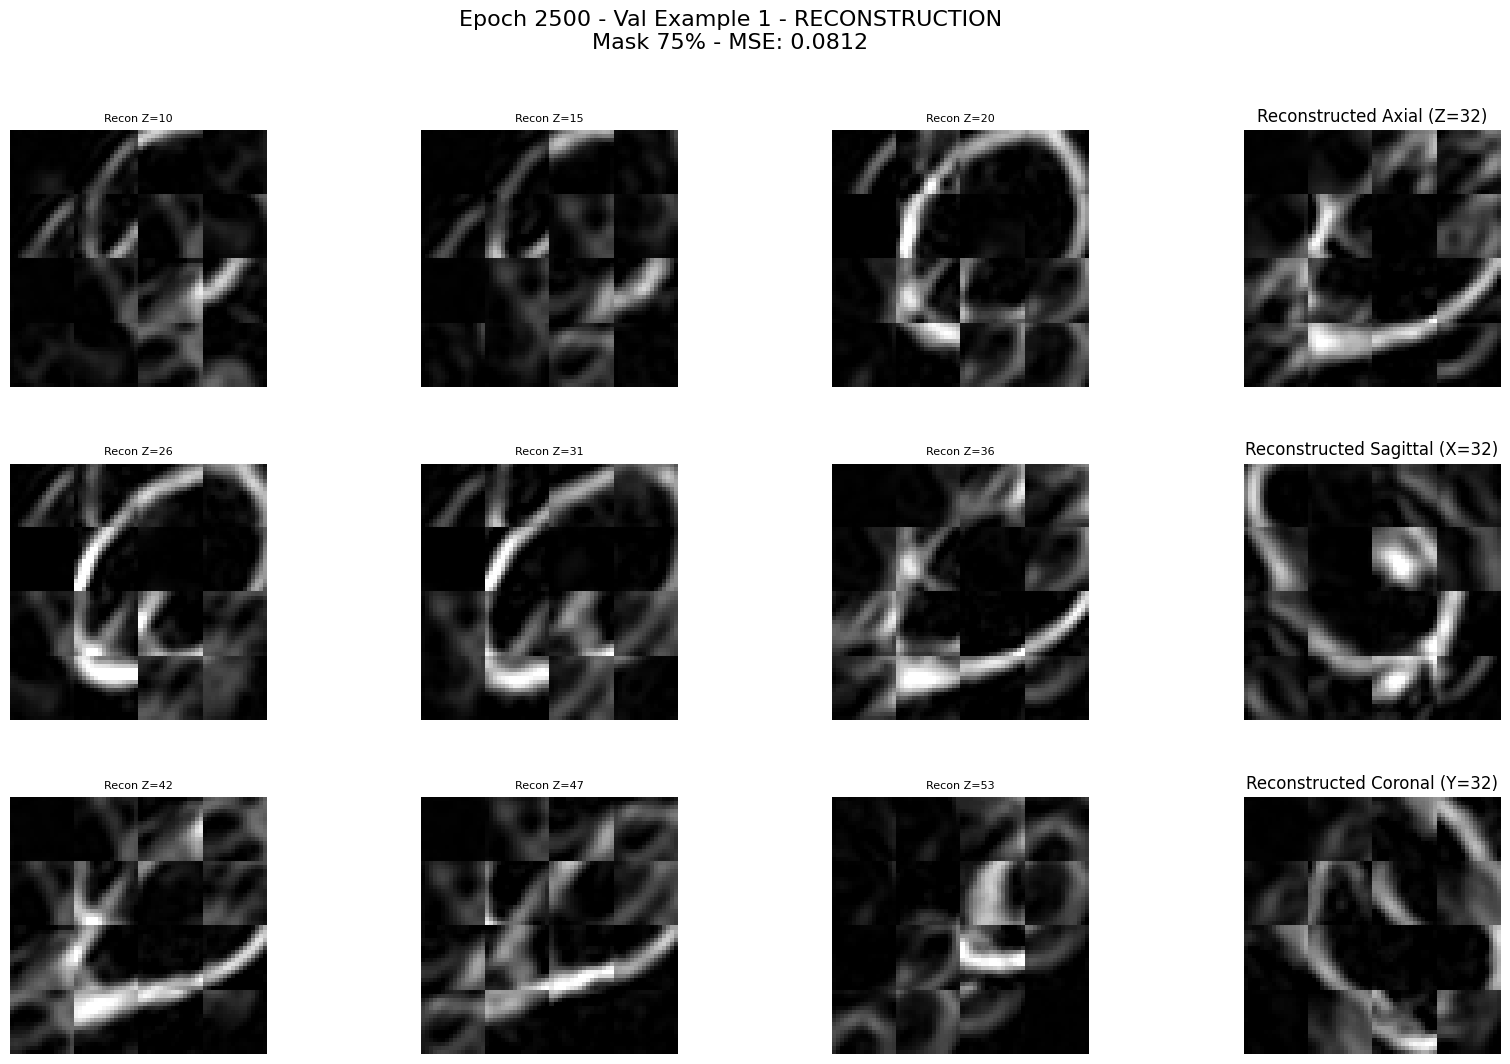 Epoch 2500 - Val Example 1 - RECONSTRUCTION
Mask 75% - MSE: 0.0812
Recon Z=10
Recon Z=15
Recon Z=20
Reconstructed Axial (Z=32)
Recon Z=26
Recon Z=31
Recon Z=36
Reconstructed Sagittal (X=32)
Recon Z=42
Recon Z=47
Recon Z=53
Reconstructed Coronal (Y=32)